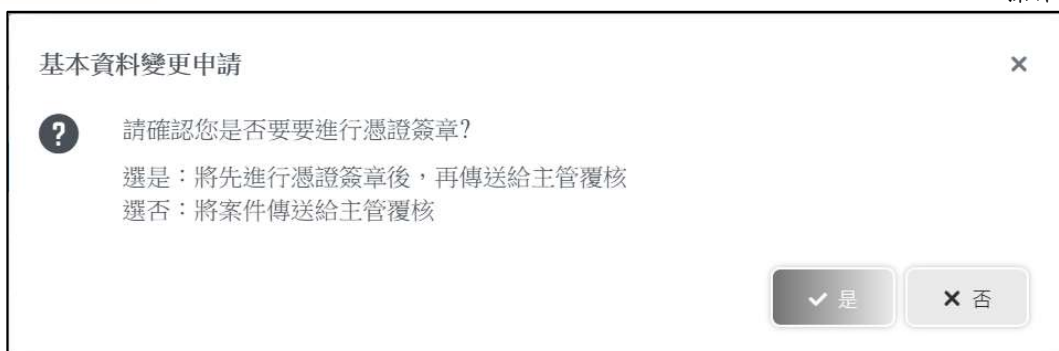 基本資料變更申請
請確認您是否要要進行憑證簽章?
選是：將先進行憑證簽章後，再傳送給主管覆核
選否：將案件傳送給主管覆核
是
否